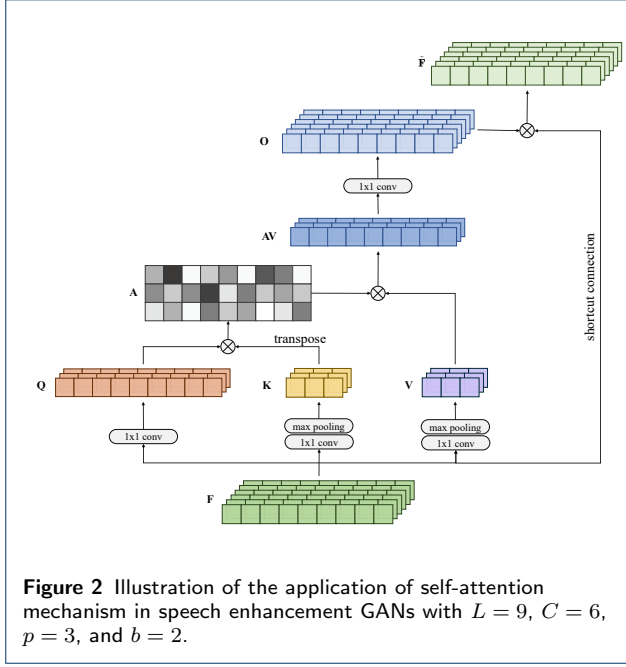 F̂
O
1x1 conv
AV
A
shortcut connection
transpose
Q
K
V
max pooling
max pooling
1x1 conv
1x1 conv
1x1 conv
F
Figure 2 Illustration of the application of self-attention
mechanism in speech enhancement GANs with L = 9, C = 6,
p = 3, and b = 2.